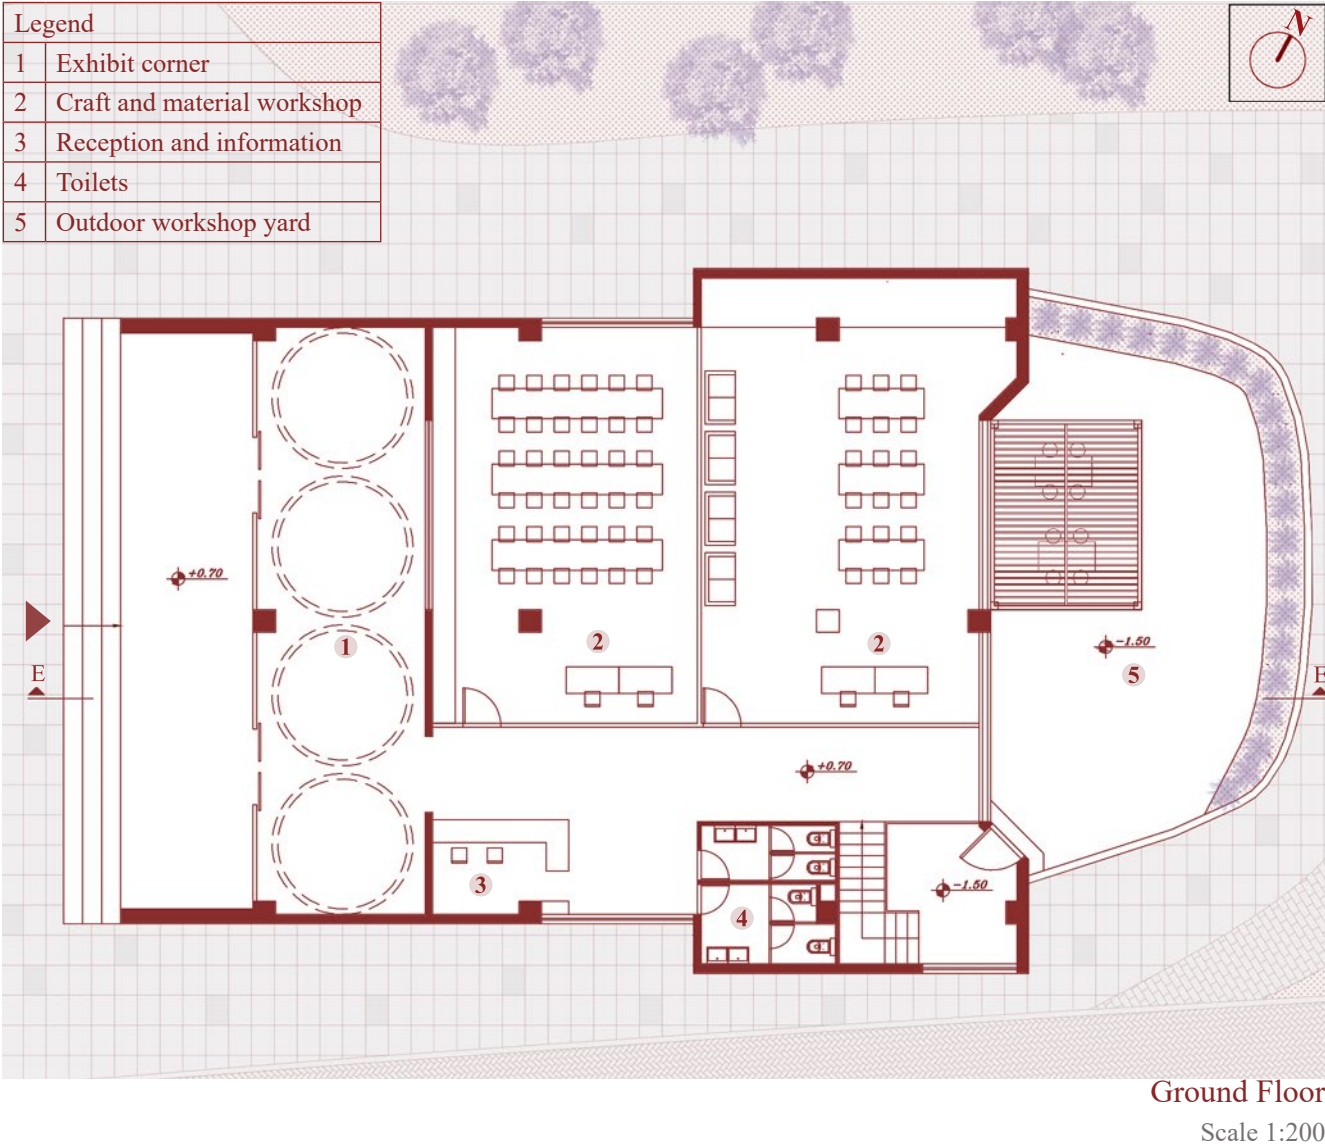 Legend
1 Exhibit corner
2 Craft and material workshop
3 Reception and information
4 Toilets
5 Outdoor workshop yard
N
+0.70
1
2
2
-1.50
5
E
E
+0.70
3
4
-1.50
Ground Floor
Scale 1:200